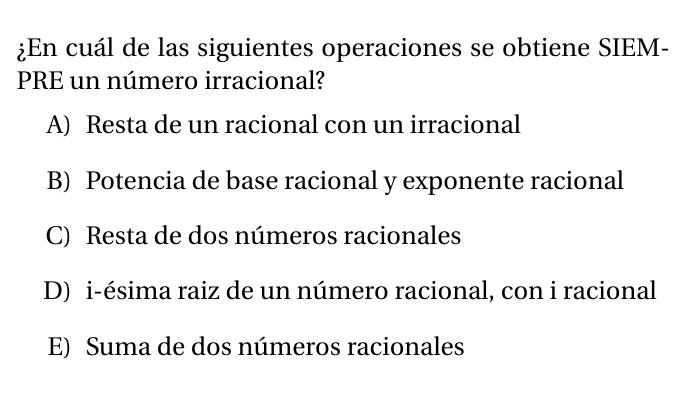 ¿En cuál de las siguientes operaciones se obtiene SIEM-
PRE un número irracional?
A) Resta de un racional con un irracional
B) Potencia de base racional y exponente racional
C) Resta de dos números racionales
D) i-ésima raiz de un número racional, con i racional
E) Suma de dos números racionales